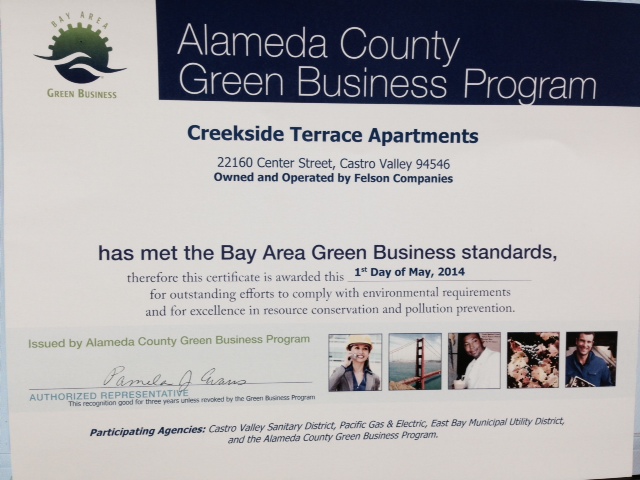 BAY AREA
GREEN BUSINESS
Alameda County
Green Business Program
Creekside Terrace Apartments
22160 Center Street, Castro Valley 94546
Owned and Operated by Felson Companies
has met the Bay Area Green Business standards,
therefore this certificate is awarded this 1st Day of May, 2014
for outstanding efforts to comply with environmental requirements
and for excellence in resource conservation and pollution prevention.
Issued by Alameda County Green Business Program
Pamela J Evans
AUTHORIZED REPRESENTATIVE
This recognition good for three years unless revoked by the Green Business Program
Participating Agencies: Castro Valley Sanitary District, Pacific Gas & Electric, East Bay Municipal Utility District,
and the Alameda County Green Business Program.